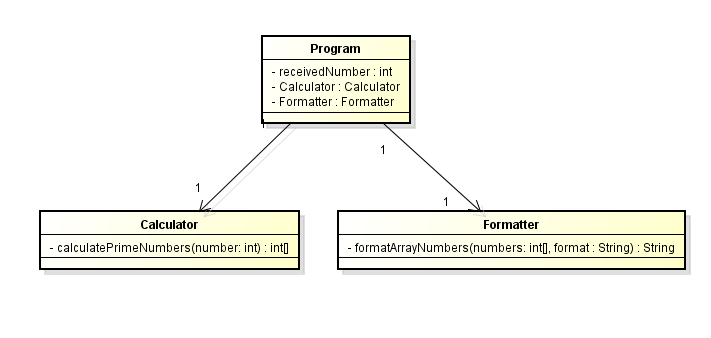 Program
- receivedNumber : int
- Calculator : Calculator
- Formatter : Formatter
1
1
1
1
Calculator
- calculatePrimeNumbers(number: int) : int[]
Formatter
- formatArrayNumbers(numbers: int[], format : String) : String